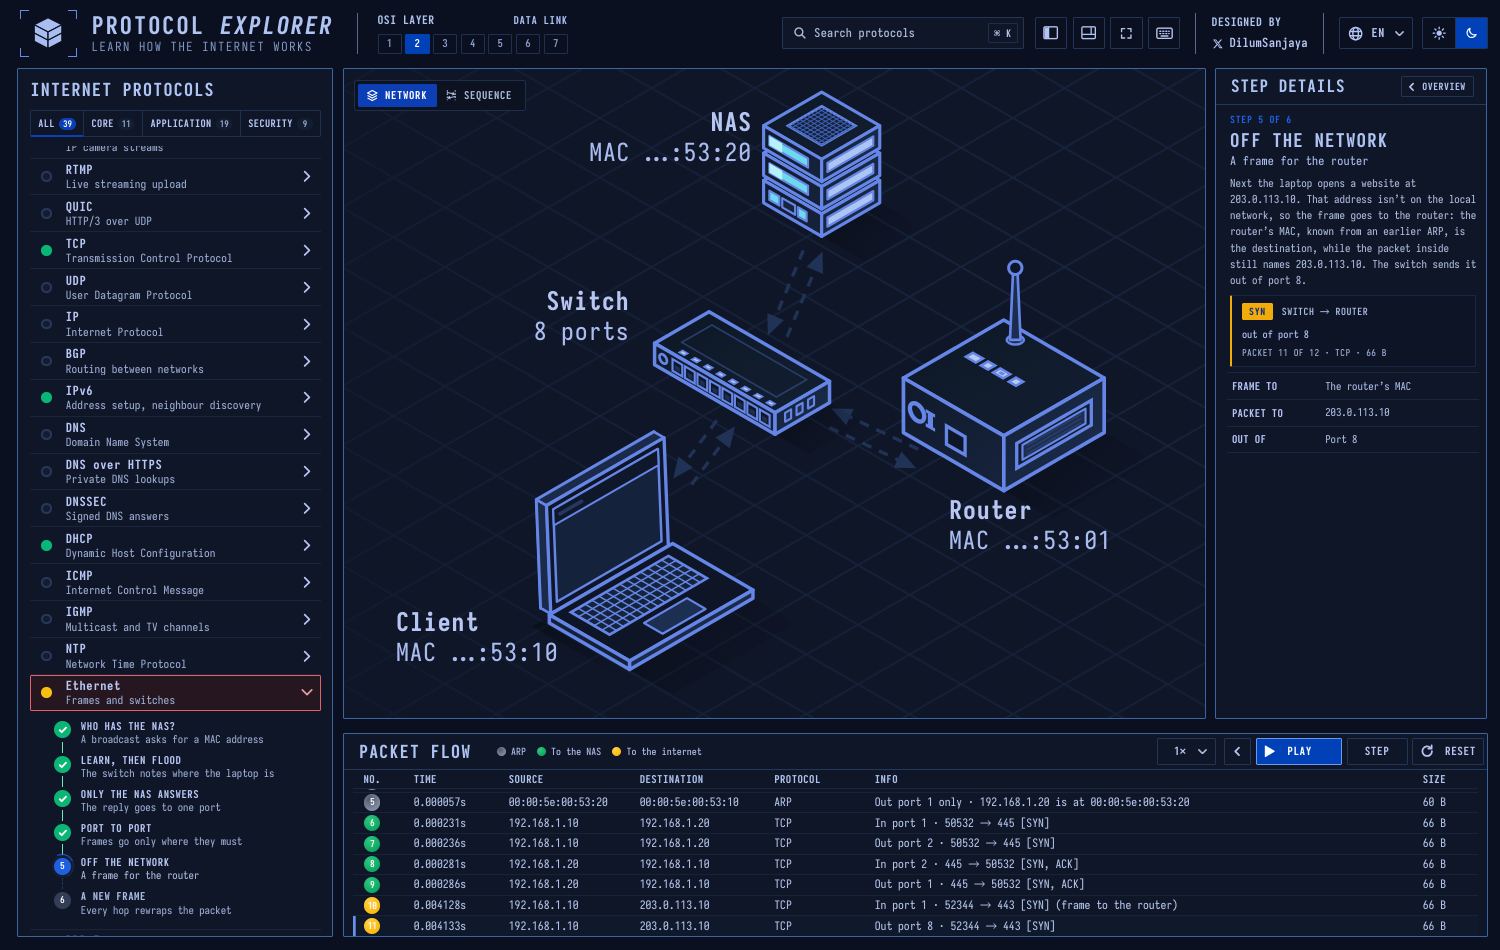 PROTOCOL EXPLORER
LEARN HOW THE INTERNET WORKS
OSI LAYER DATA LINK
1 2 3 4 5 6 7
Search protocols ⌘ K
DESIGNED BY
DilumSanjaya
EN
INTERNET PROTOCOLS
ALL 39 CORE 11 APPLICATION 19 SECURITY 9
IP camera streams
RTMP
Live streaming upload
QUIC
HTTP/3 over UDP
TCP
Transmission Control Protocol
UDP
User Datagram Protocol
IP
Internet Protocol
BGP
Routing between networks
IPv6
Address setup, neighbour discovery
DNS
Domain Name System
DNS over HTTPS
Private DNS lookups
DNSSEC
Signed DNS answers
DHCP
Dynamic Host Configuration
ICMP
Internet Control Message
IGMP
Multicast and TV channels
NTP
Network Time Protocol
Ethernet
Frames and switches
WHO HAS THE NAS?
A broadcast asks for a MAC address
LEARN, THEN FLOOD
The switch notes where the laptop is
ONLY THE NAS ANSWERS
The reply goes to one port
PORT TO PORT
Frames go only where they must
5 OFF THE NETWORK
A frame for the router
6 A NEW FRAME
Every hop rewraps the packet
NETWORK SEQUENCE
NAS
MAC ...:53:20
Switch
8 ports
Router
MAC ...:53:01
Client
MAC ...:53:10
STEP DETAILS OVERVIEW
STEP 5 OF 6
OFF THE NETWORK
A frame for the router
Next the laptop opens a website at
203.0.113.10. That address isn't on the local
network, so the frame goes to the router: the
router's MAC, known from an earlier ARP, is
the destination, while the packet inside
still names 203.0.113.10. The switch sends it
out of port 8.
SYN SWITCH → ROUTER
out of port 8
PACKET 11 OF 12 · TCP · 66 B
FRAME TO The router's MAC
PACKET TO 203.0.113.10
OUT OF Port 8
PACKET FLOW ARP To the NAS To the internet 1× PLAY STEP RESET
NO. TIME SOURCE DESTINATION PROTOCOL INFO SIZE
5 0.000057s 00:00:5e:00:53:20 00:00:5e:00:53:10 ARP Out port 1 only · 192.168.1.20 is at 00:00:5e:00:53:20 60 B
6 0.000231s 192.168.1.10 192.168.1.20 TCP In port 1 · 50532 → 445 [SYN] 66 B
7 0.000236s 192.168.1.10 192.168.1.20 TCP Out port 2 · 50532 → 445 [SYN] 66 B
8 0.000281s 192.168.1.20 192.168.1.10 TCP In port 2 · 445 → 50532 [SYN, ACK] 66 B
9 0.000286s 192.168.1.20 192.168.1.10 TCP Out port 1 · 445 → 50532 [SYN, ACK] 66 B
10 0.004128s 192.168.1.10 203.0.113.10 TCP In port 1 · 52344 → 443 [SYN] (frame to the router) 66 B
11 0.004133s 192.168.1.10 203.0.113.10 TCP Out port 8 · 52344 → 443 [SYN] 66 B